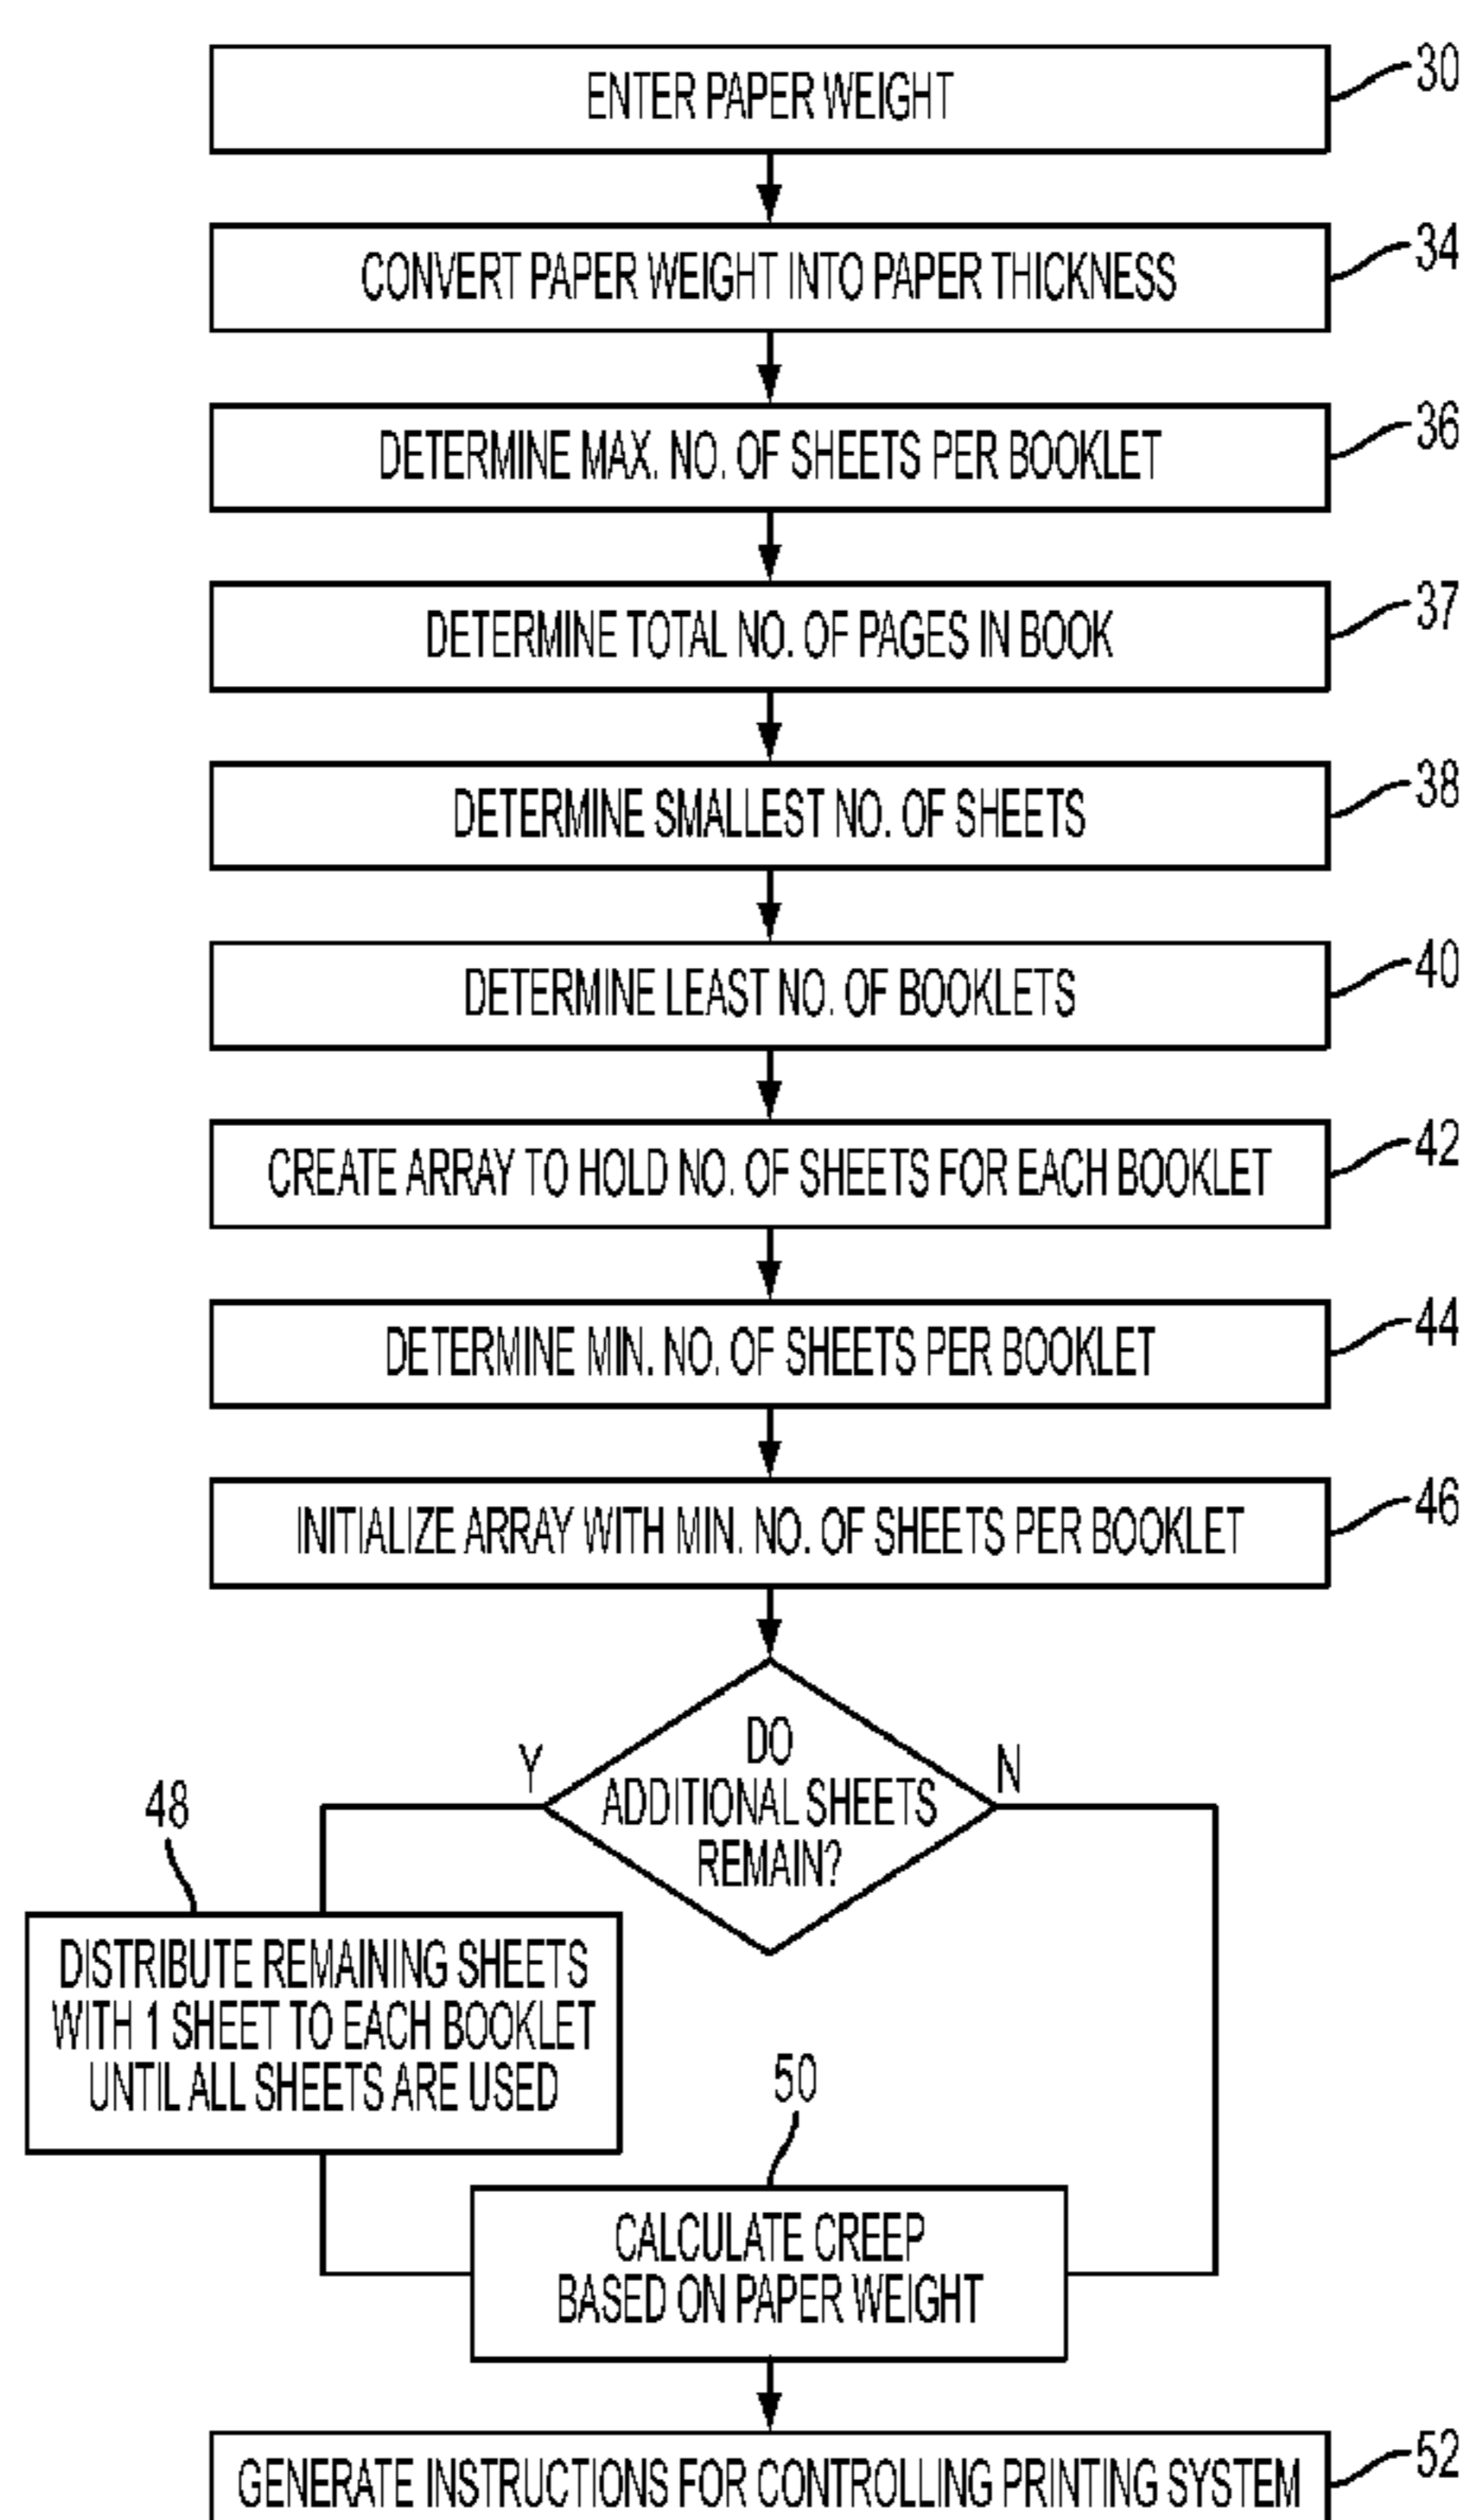 ENTER PAPER WEIGHT
30
CONVERT PAPER WEIGHT INTO PAPER THICKNESS
34
DETERMINE MAX. NO. OF SHEETS PER BOOKLET
36
DETERMINE TOTAL NO. OF PAGES IN BOOK
37
DETERMINE SMALLEST NO. OF SHEETS
38
DETERMINE LEAST NO. OF BOOKLETS
40
CREATE ARRAY TO HOLD NO. OF SHEETS FOR EACH BOOKLET
42
DETERMINE MIN. NO. OF SHEETS PER BOOKLET
44
INITIALIZE ARRAY WITH MIN. NO. OF SHEETS PER BOOKLET
46
DO
ADDITIONAL SHEETS
REMAIN?
Y
N
48
DISTRIBUTE REMAINING SHEETS
WITH 1 SHEET TO EACH BOOKLET
UNTIL ALL SHEETS ARE USED
50
CALCULATE CREEP
BASED ON PAPER WEIGHT
GENERATE INSTRUCTIONS FOR CONTROLLING PRINTING SYSTEM
52